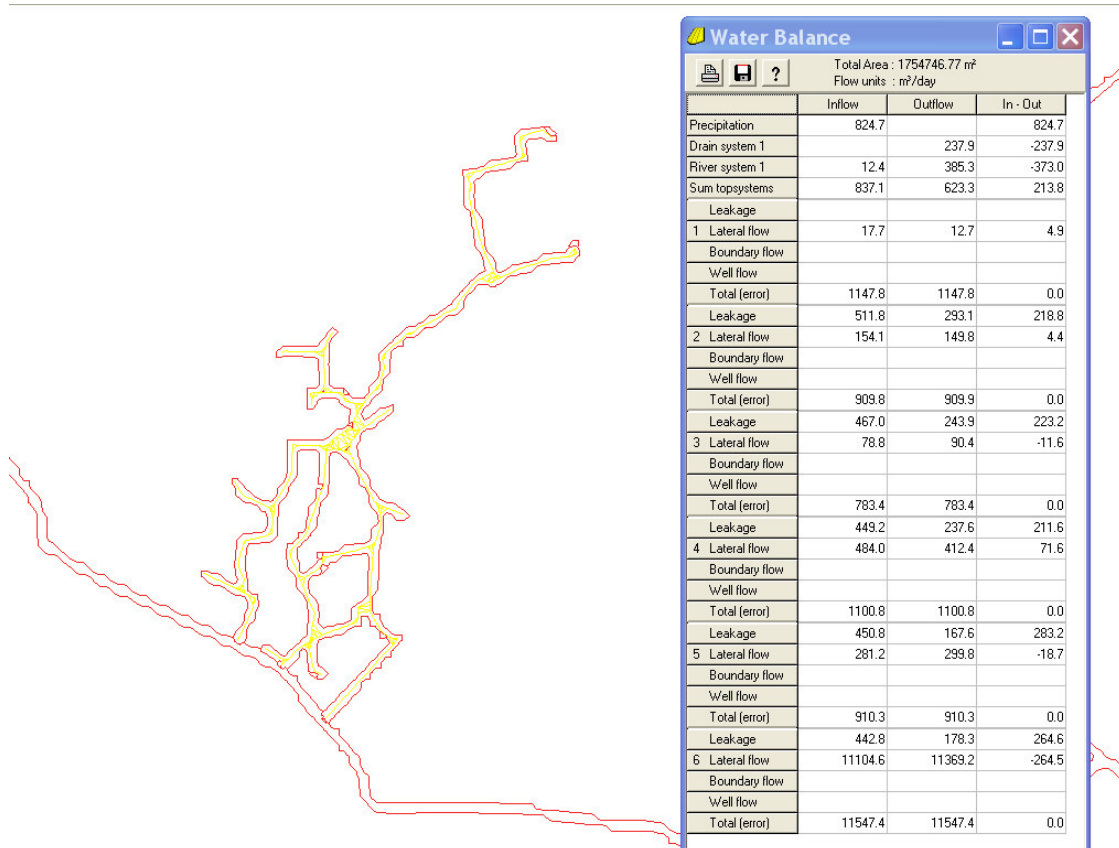 Water Balance
Total Area : 1754746.77 m²
Flow units : m³/day
Inflow Outflow In - Out
Precipitation 824.7 824.7
Drain system 1 237.9 -237.9
River system 1 12.4 385.3 -373.0
Sum topsystems 837.1 623.3 213.8
Leakage
1 Lateral flow 17.7 12.7 4.9
Boundary flow
Well flow
Total (error) 1147.8 1147.8 0.0
Leakage 511.8 293.1 218.8
2 Lateral flow 154.1 149.8 4.4
Boundary flow
Well flow
Total (error) 909.8 909.9 0.0
Leakage 467.0 243.9 223.2
3 Lateral flow 78.8 90.4 -11.6
Boundary flow
Well flow
Total (error) 783.4 783.4 0.0
Leakage 449.2 237.6 211.6
4 Lateral flow 484.0 412.4 71.6
Boundary flow
Well flow
Total (error) 1100.8 1100.8 0.0
Leakage 450.8 167.6 283.2
5 Lateral flow 281.2 299.8 -18.7
Boundary flow
Well flow
Total (error) 910.3 910.3 0.0
Leakage 442.8 178.3 264.6
6 Lateral flow 11104.6 11369.2 -264.5
Boundary flow
Well flow
Total (error) 11547.4 11547.4 0.0